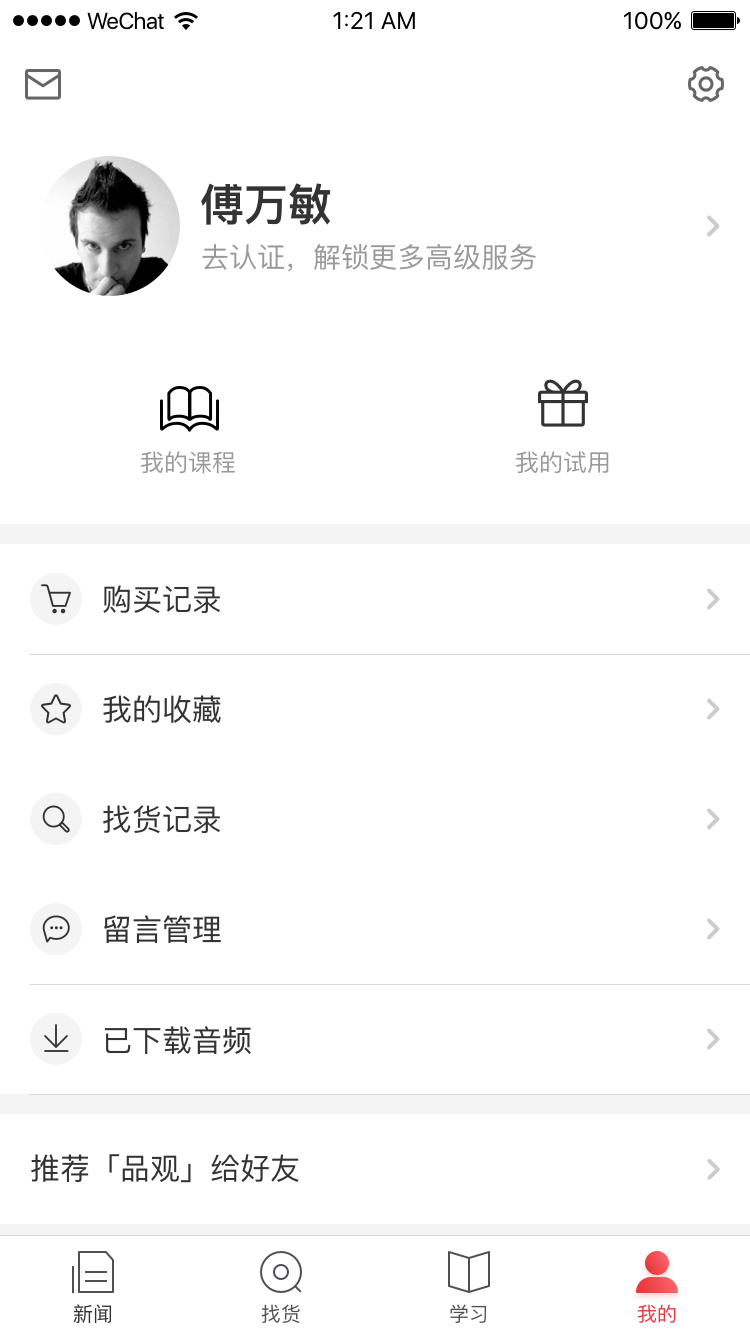 ●●●●● WeChat 1:21 AM 100%
傅万敏
去认证，解锁更多高级服务
我的课程 我的试用
购买记录
我的收藏
找货记录
留言管理
已下载音频
推荐「品观」给好友
新闻 找货 学习 我的